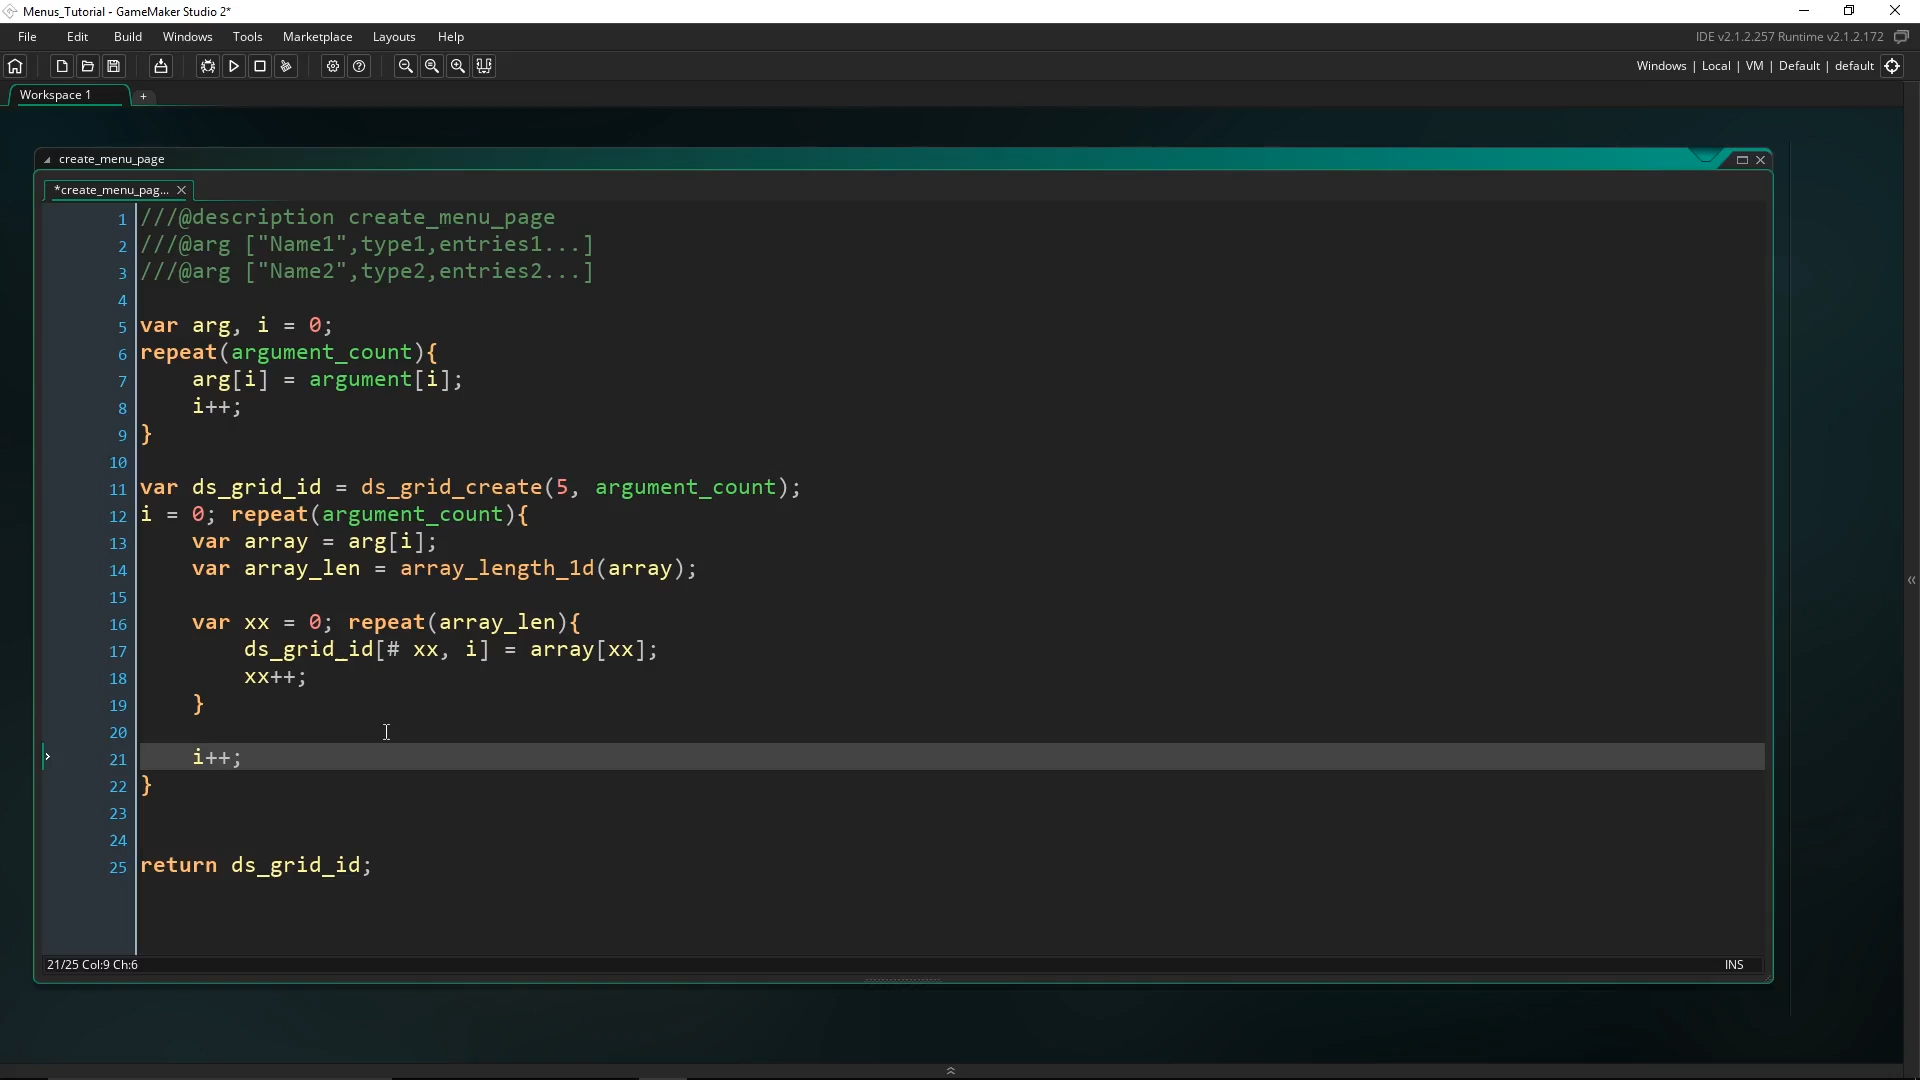 Menus_Tutorial - GameMaker Studio 2*
File Edit Build Windows Tools Marketplace Layouts Help
IDE v2.1.2.257 Runtime v2.1.2.172
Windows | Local | VM | Default | default
Workspace 1 +
create_menu_page
*create_menu_pag...
1 ///@description create_menu_page
2 ///@arg ["Name1",type1,entries1...]
3 ///@arg ["Name2",type2,entries2...]
4
5 var arg, i = 0;
6 repeat(argument_count){
7     arg[i] = argument[i];
8     i++;
9 }
10
11 var ds_grid_id = ds_grid_create(5, argument_count);
12 i = 0; repeat(argument_count){
13     var array = arg[i];
14     var array_len = array_length_1d(array);
15
16     var xx = 0; repeat(array_len){
17         ds_grid_id[# xx, i] = array[xx];
18         xx++;
19     }
20
21     i++;
22 }
23
24
25 return ds_grid_id;
21/25 Col:9 Ch:6
INS